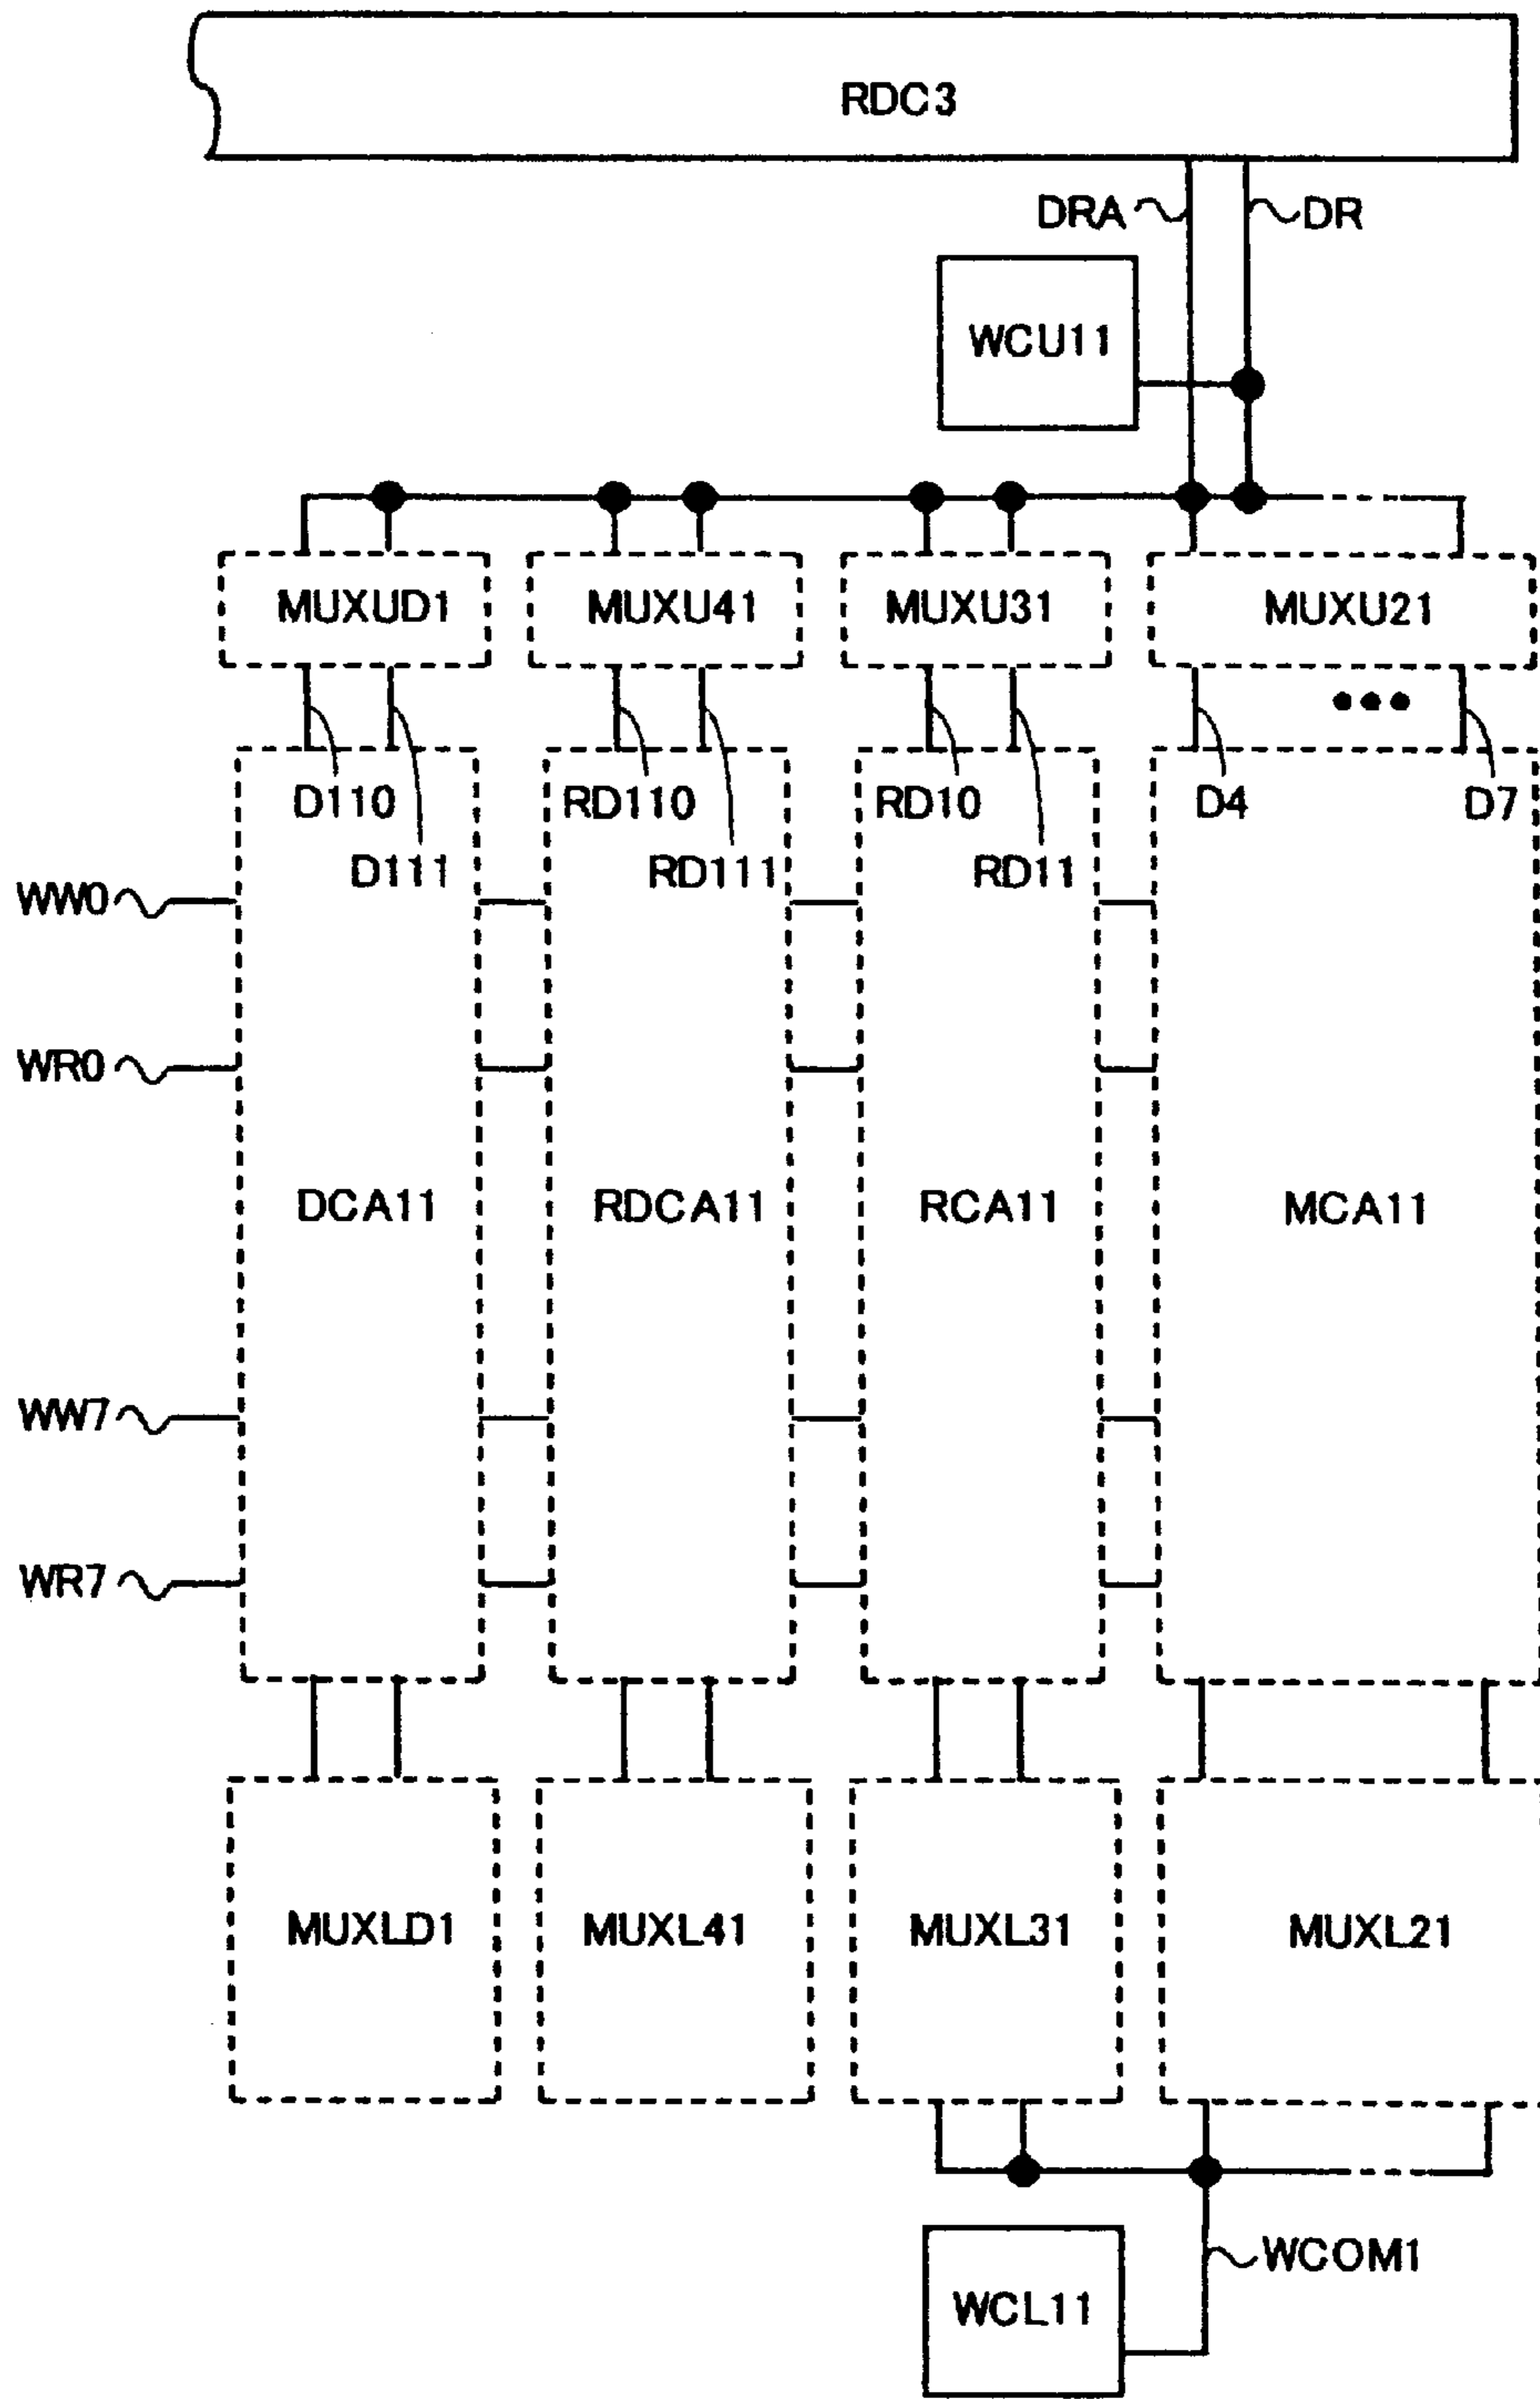 RDC3
DRA DR
WCU11
MUXUD1 MUXU41 MUXU31 MUXU21
D110 RD110 RD10 D4 D7
D111 RD111 RD11
WW0
WR0
DCA11 RDCA11 RCA11 MCA11
WW7
WR7
MUXLD1 MUXL41 MUXL31 MUXL21
WCOM1
WCL11